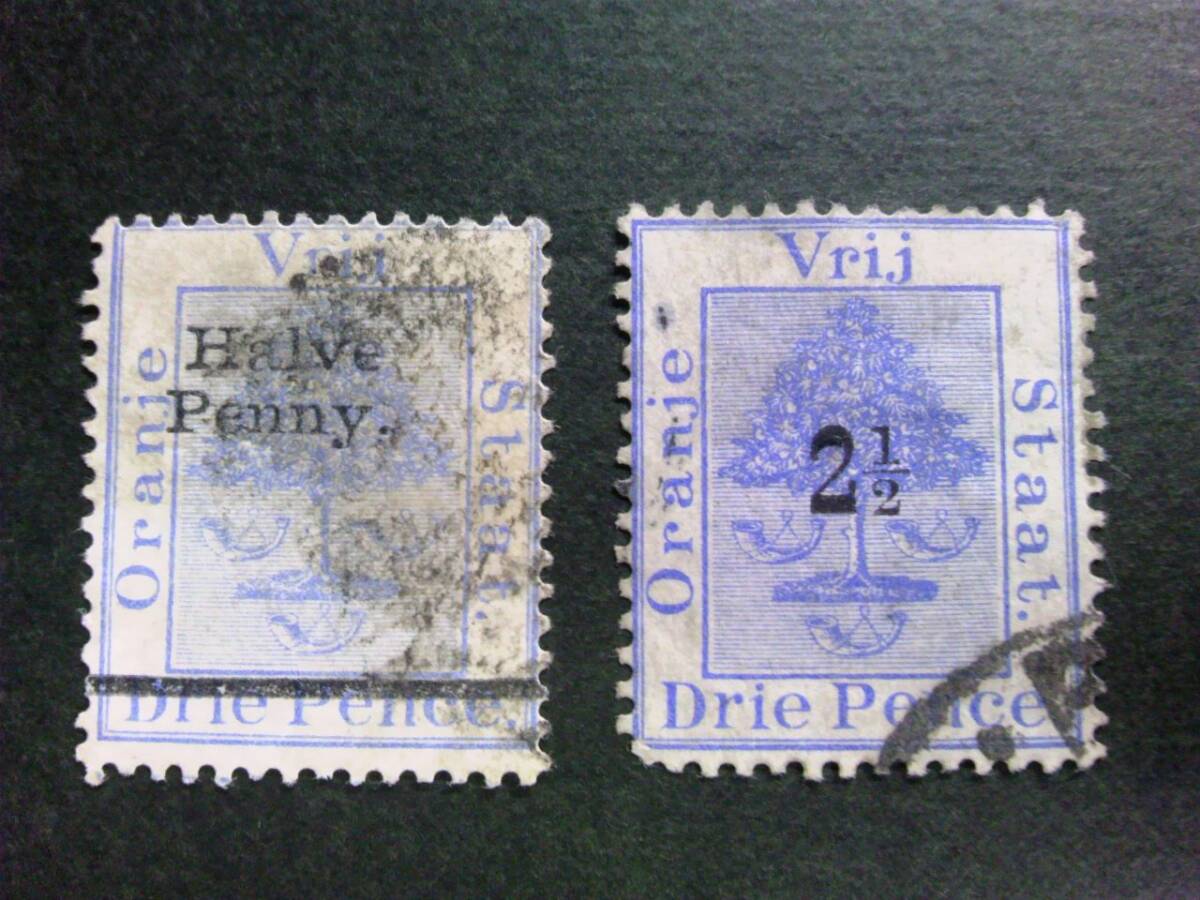 Vrij
Oranje
Staat.
Halve
Penny.
Drie Pence.
Vrij
Oranje
Staat.
2½
Drie Pence